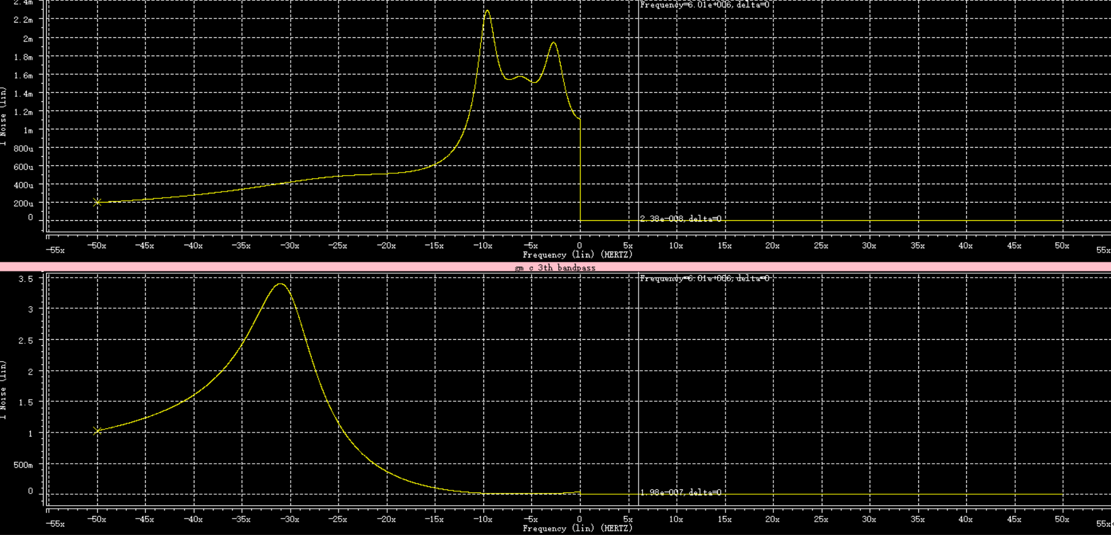 2.4m
Frequency=6.01e+006, delta=0
2.2m
2m
1.8m
1.6m
1.4m
1.2m
1m
800u
600u
400u
200u
0
I Noise (lin)
2.38e-008, delta=0
-55x -50x -45x -40x -35x -30x -25x -20x -15x -10x -5x 0 5x 10x 15x 20x 25x 30x 35x 40x 45x 50x 55x
Frequency (lin) (HERTZ)
gm_c 3th bandpass
Frequency=6.01e+006, delta=0
3.5
3
2.5
2
1.5
1
500m
0
I Noise (lin)
1.98e-007, delta=0
-55x -50x -45x -40x -35x -30x -25x -20x -15x -10x -5x 0 5x 10x 15x 20x 25x 30x 35x 40x 45x 50x 55x
Frequency (lin) (HERTZ)